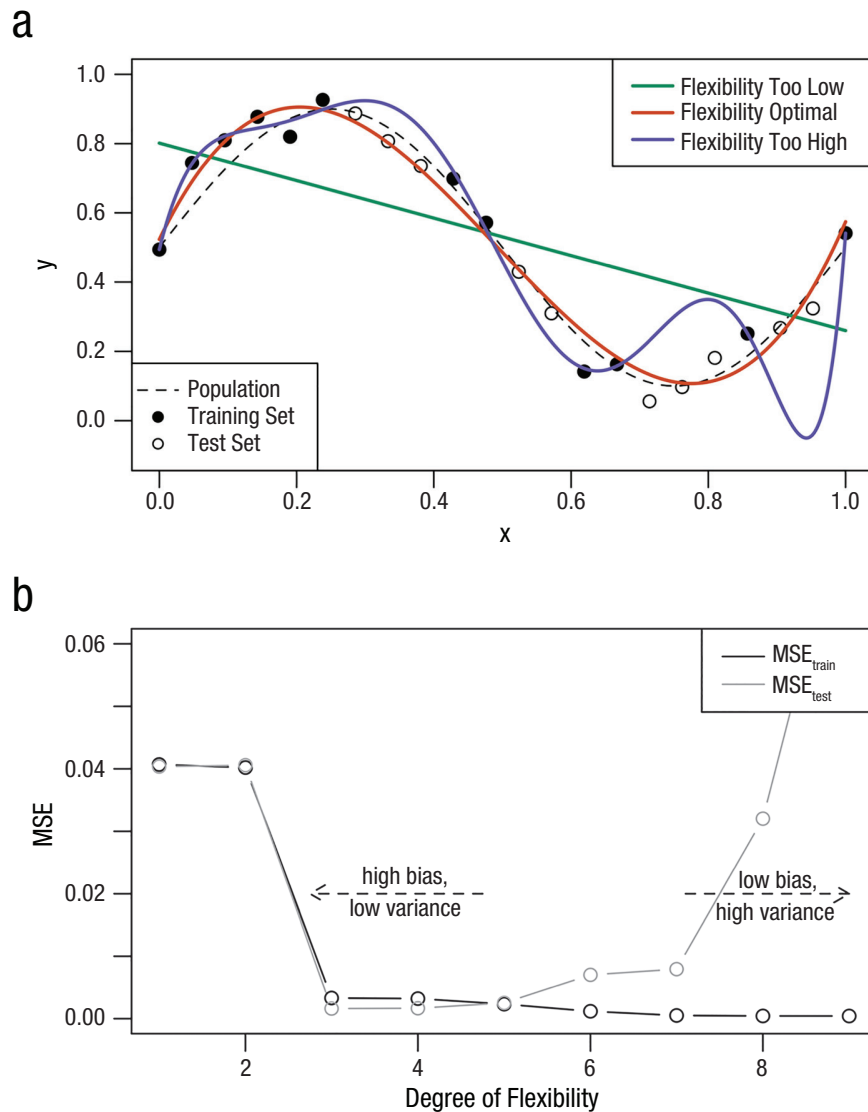 a
1.0
0.8
0.6
0.4
0.2
0.0
y
Flexibility Too Low
Flexibility Optimal
Flexibility Too High
Population
Training Set
Test Set
0.0 0.2 0.4 0.6 0.8 1.0
x
b
0.06
0.04
0.02
0.00
MSE
MSEtrain
MSEtest
high bias,
low variance
low bias,
high variance
2 4 6 8
Degree of Flexibility